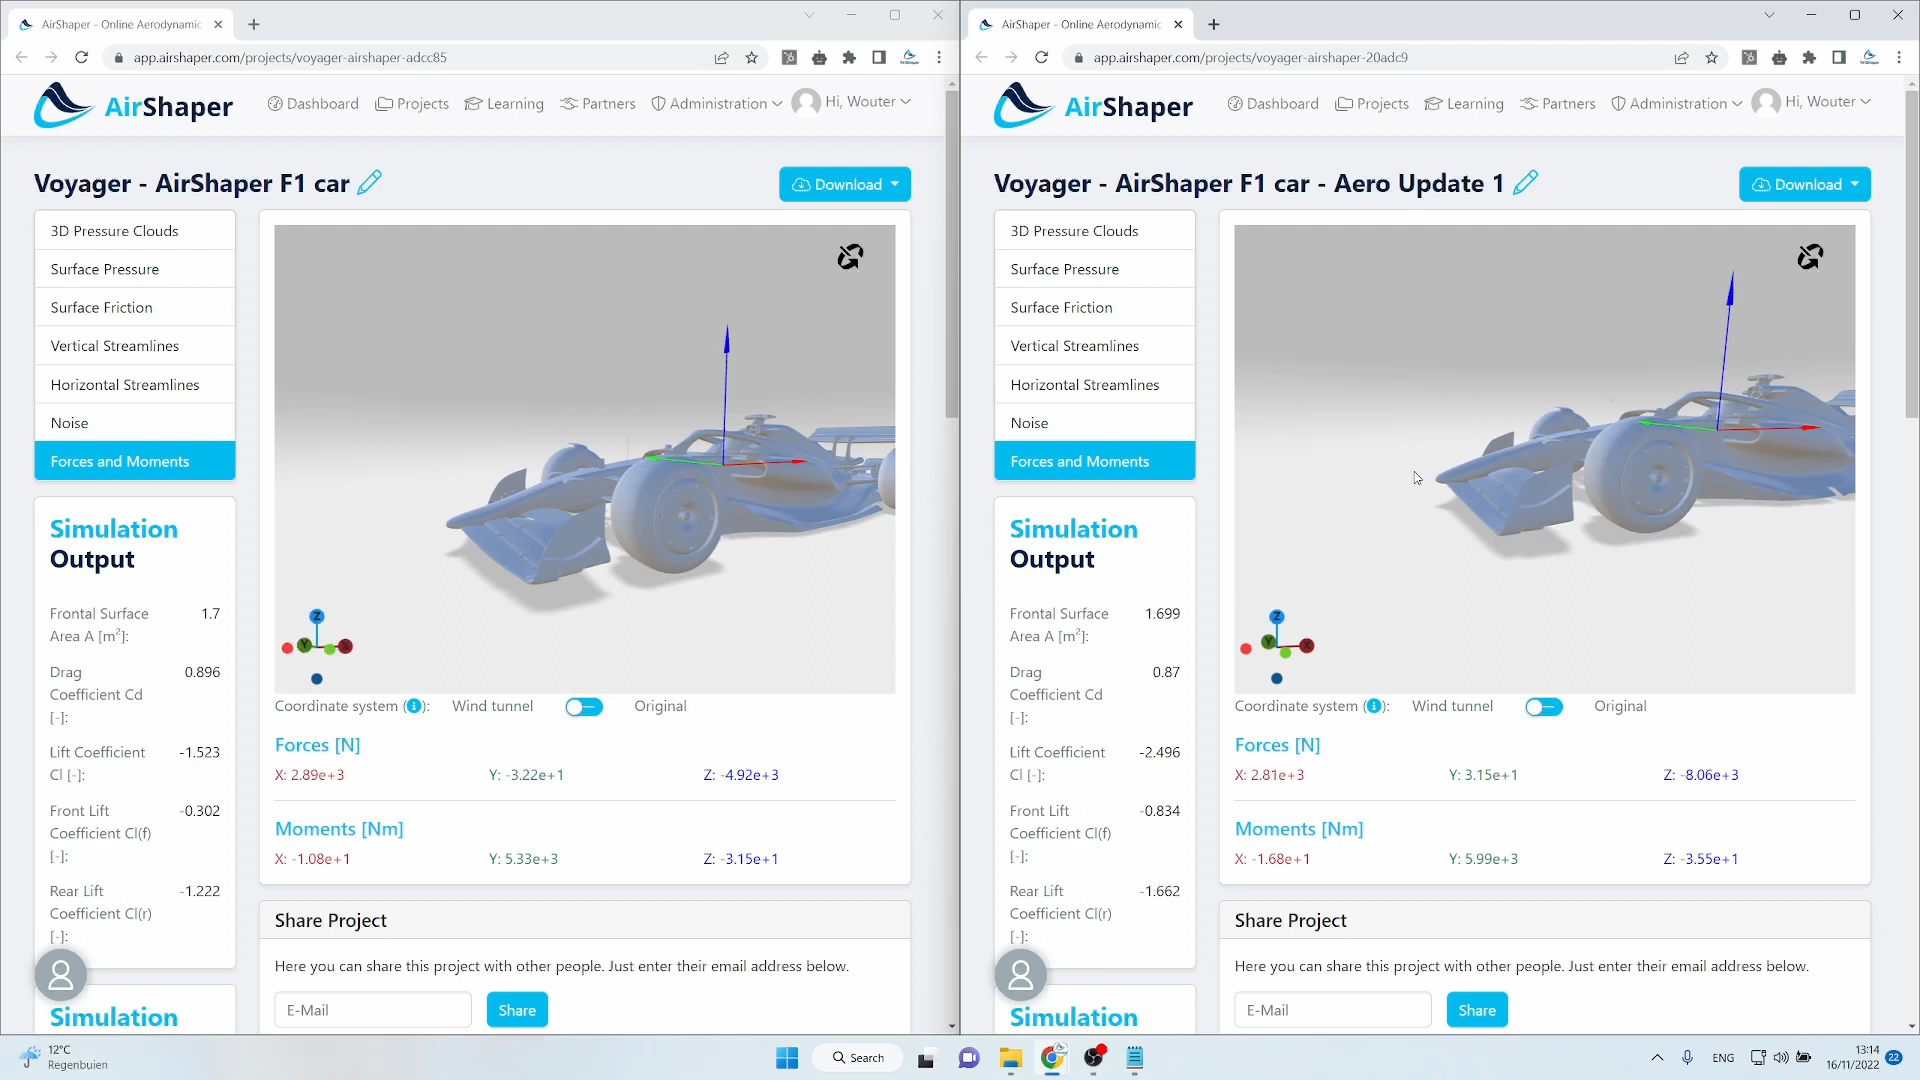 AirShaper - Online Aerodynamic
app.airshaper.com/projects/voyager-airshaper-adcc85
AirShaper
Dashboard Projects Learning Partners Administration Hi, Wouter
Voyager - AirShaper F1 car
Download
3D Pressure Clouds
Surface Pressure
Surface Friction
Vertical Streamlines
Horizontal Streamlines
Noise
Forces and Moments
Simulation
Output
Frontal Surface 1.7
Area A [m²]:
Drag 0.896
Coefficient Cd
[-]:
Lift Coefficient -1.523
Cl [-]:
Front Lift -0.302
Coefficient Cl(f)
[-]:
Rear Lift -1.222
Coefficient Cl(r)
[-]:
Simulation
Z
Y
X
Coordinate system (i): Wind tunnel Original
Forces [N]
X: 2.89e+3 Y: -3.22e+1 Z: -4.92e+3
Moments [Nm]
X: -1.08e+1 Y: 5.33e+3 Z: -3.15e+1
Share Project
Here you can share this project with other people. Just enter their email address below.
E-Mail Share
AirShaper - Online Aerodynamic
app.airshaper.com/projects/voyager-airshaper-20adc9
AirShaper
Dashboard Projects Learning Partners Administration Hi, Wouter
Voyager - AirShaper F1 car - Aero Update 1
Download
3D Pressure Clouds
Surface Pressure
Surface Friction
Vertical Streamlines
Horizontal Streamlines
Noise
Forces and Moments
Simulation
Output
Frontal Surface 1.699
Area A [m²]:
Drag 0.87
Coefficient Cd
[-]:
Lift Coefficient -2.496
Cl [-]:
Front Lift -0.834
Coefficient Cl(f)
[-]:
Rear Lift -1.662
Coefficient Cl(r)
[-]:
Simulation
Z
Y
X
Coordinate system (i): Wind tunnel Original
Forces [N]
X: 2.81e+3 Y: 3.15e+1 Z: -8.06e+3
Moments [Nm]
X: -1.68e+1 Y: 5.99e+3 Z: -3.55e+1
Share Project
Here you can share this project with other people. Just enter their email address below.
E-Mail Share
12°C
Regenbuien
Search
ENG
13:14
16/11/2022
22